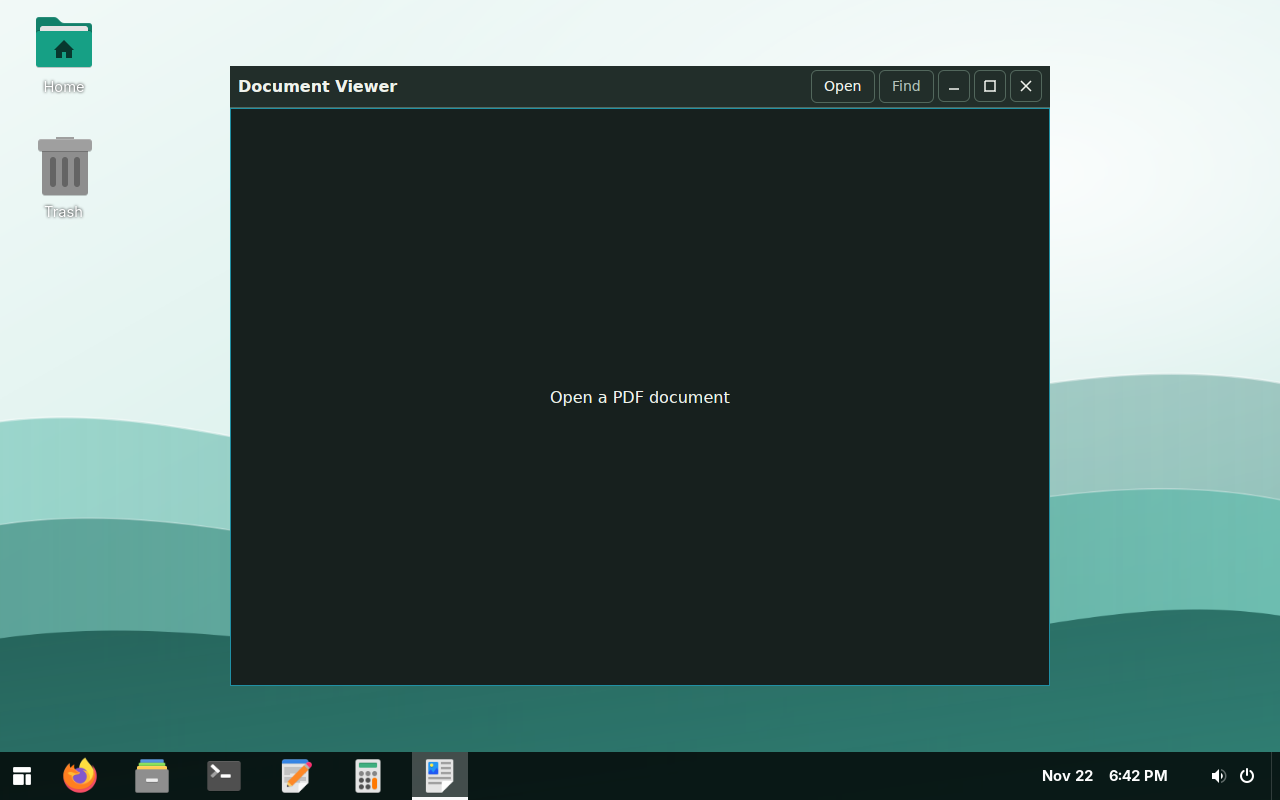 Home
Trash
Document Viewer
Open
Find
Open a PDF document
Nov 22 6:42 PM